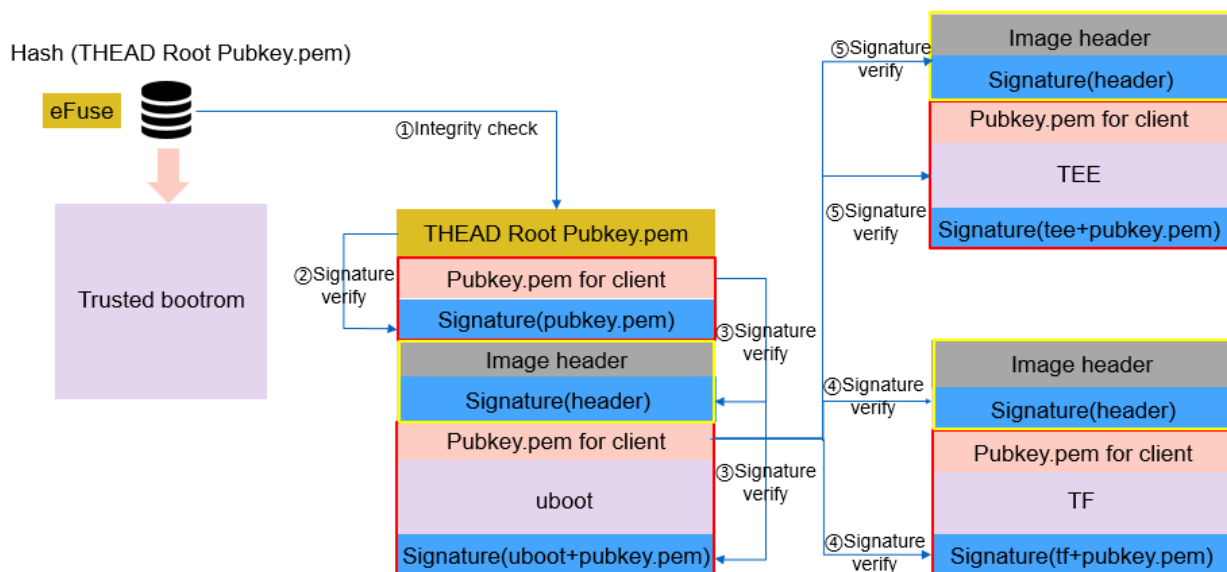 Hash (THEAD Root Pubkey.pem)
eFuse
Trusted bootrom
①Integrity check
THEAD Root Pubkey.pem
②Signature
verify
Pubkey.pem for client
Signature(pubkey.pem)
③Signature
verify
Image header
Signature(header)
Pubkey.pem for client
③Signature
verify
uboot
Signature(uboot+pubkey.pem)
⑤Signature
verify
Image header
Signature(header)
Pubkey.pem for client
TEE
⑤Signature
verify
Signature(tee+pubkey.pem)
④Signature
verify
Image header
Signature(header)
Pubkey.pem for client
TF
④Signature
verify
Signature(tf+pubkey.pem)